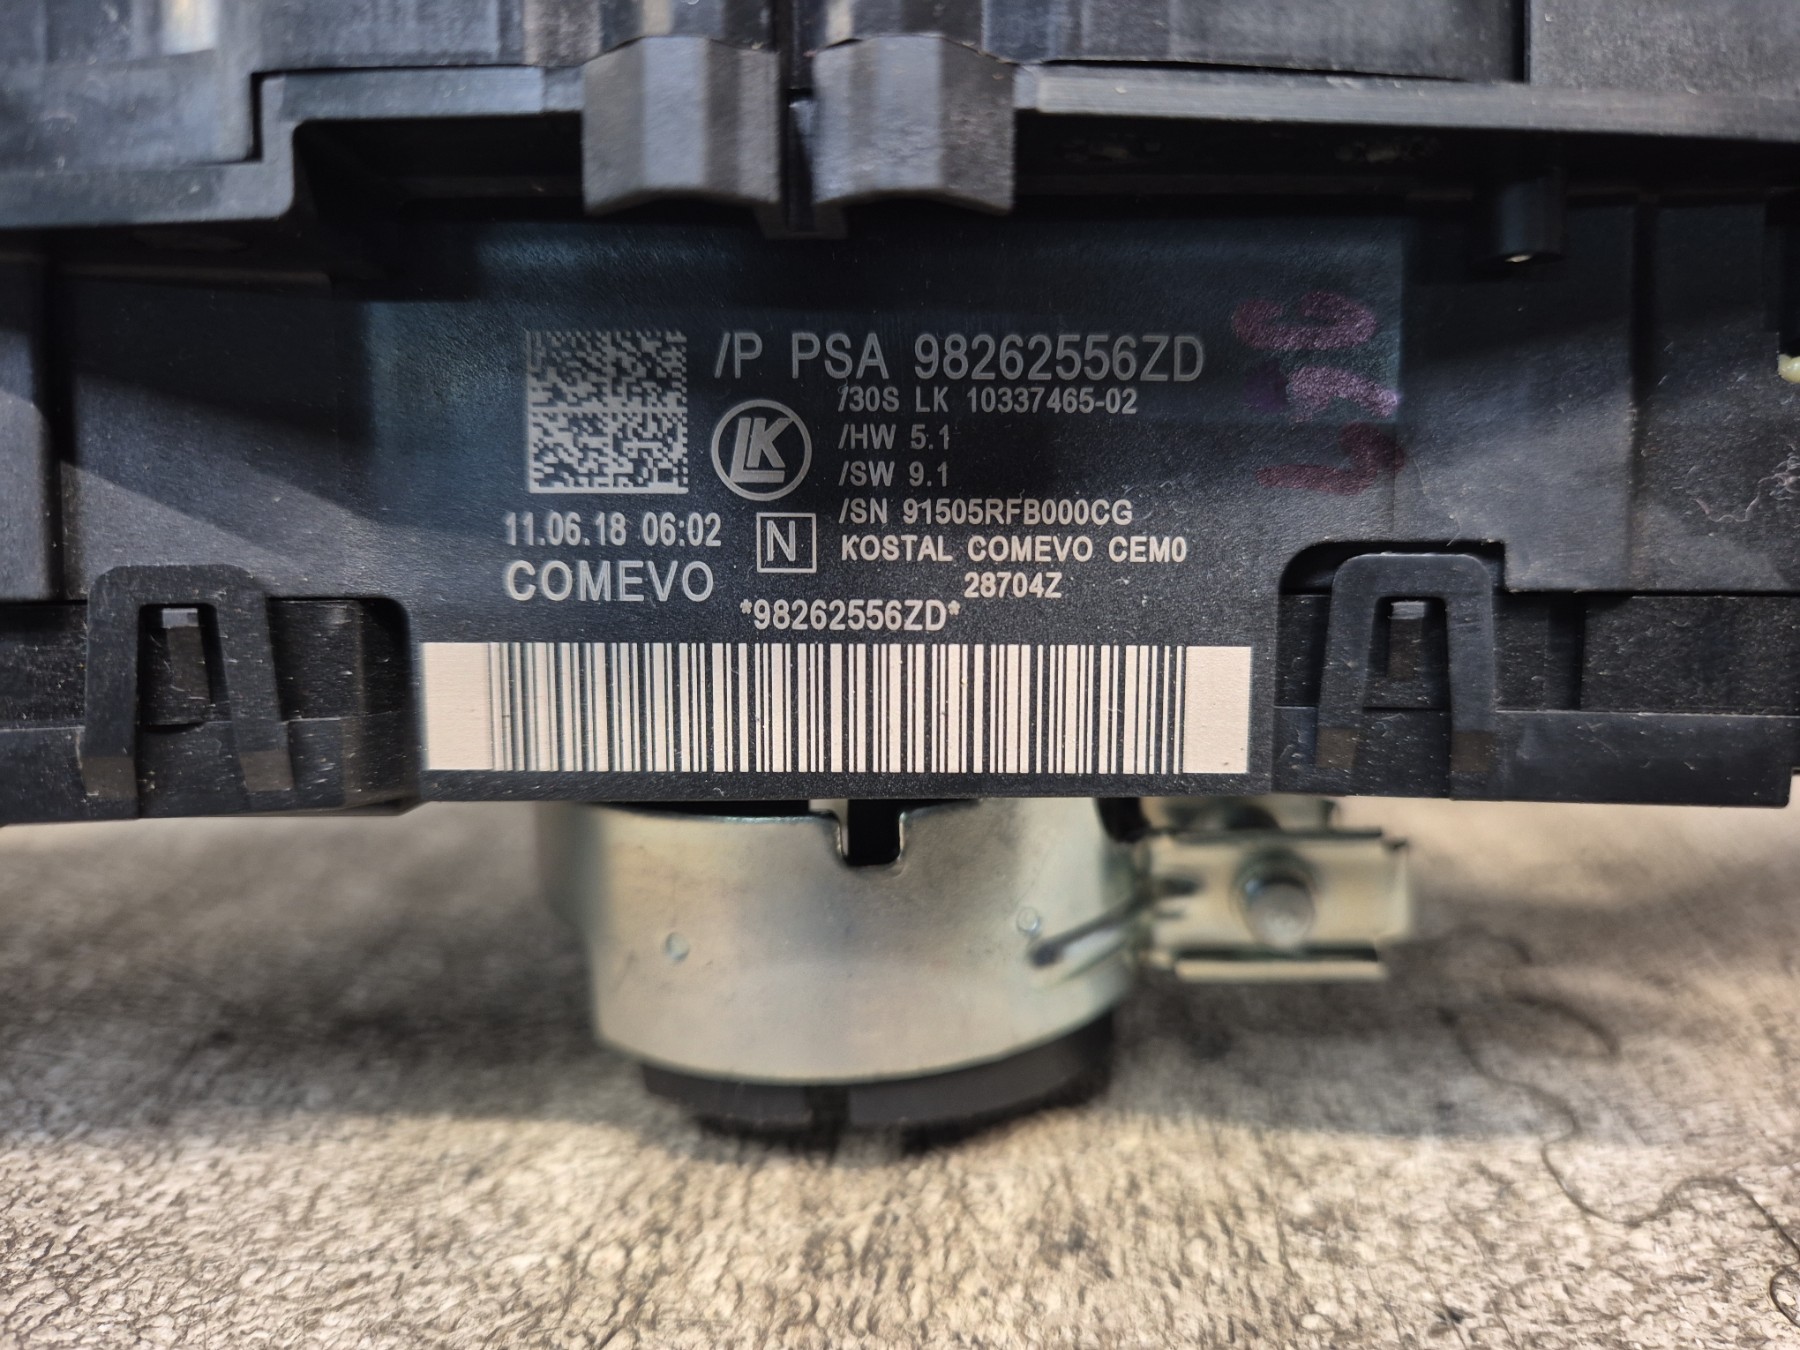 /P PSA 98262556ZD
/30S LK 10337465-02
LK
/HW 5.1
/SW 9.1
/SN 91505RFB000CG
11.06.18 06:02
N
KOSTAL COMEVO CEM0
COMEVO
28704Z
*98262556ZD*